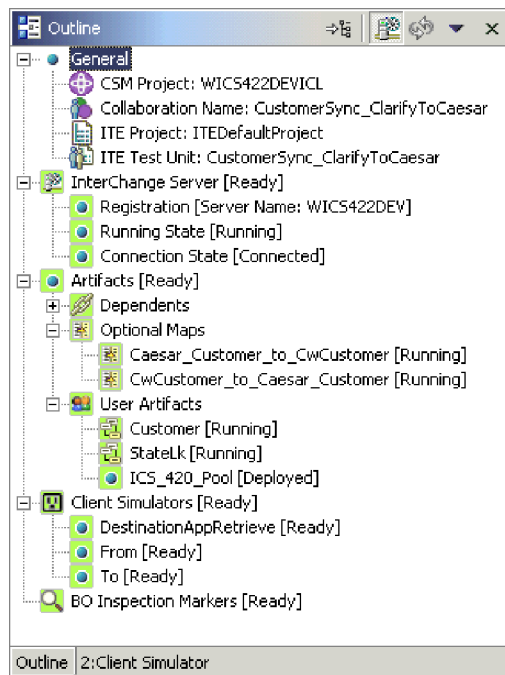 Outline
General
CSM Project: WICS422DEVICL
Collaboration Name: CustomerSync_ClarifyToCaesar
ITE Project: ITEDefaultProject
ITE Test Unit: CustomerSync_ClarifyToCaesar
InterChange Server [Ready]
Registration [Server Name: WICS422DEV]
Running State [Running]
Connection State [Connected]
Artifacts [Ready]
Dependents
Optional Maps
Caesar_Customer_to_CwCustomer [Running]
CwCustomer_to_Caesar_Customer [Running]
User Artifacts
Customer [Running]
StateLk [Running]
ICS_420_Pool [Deployed]
Client Simulators [Ready]
DestinationAppRetrieve [Ready]
From [Ready]
To [Ready]
BO Inspection Markers [Ready]
Outline 2:Client Simulator